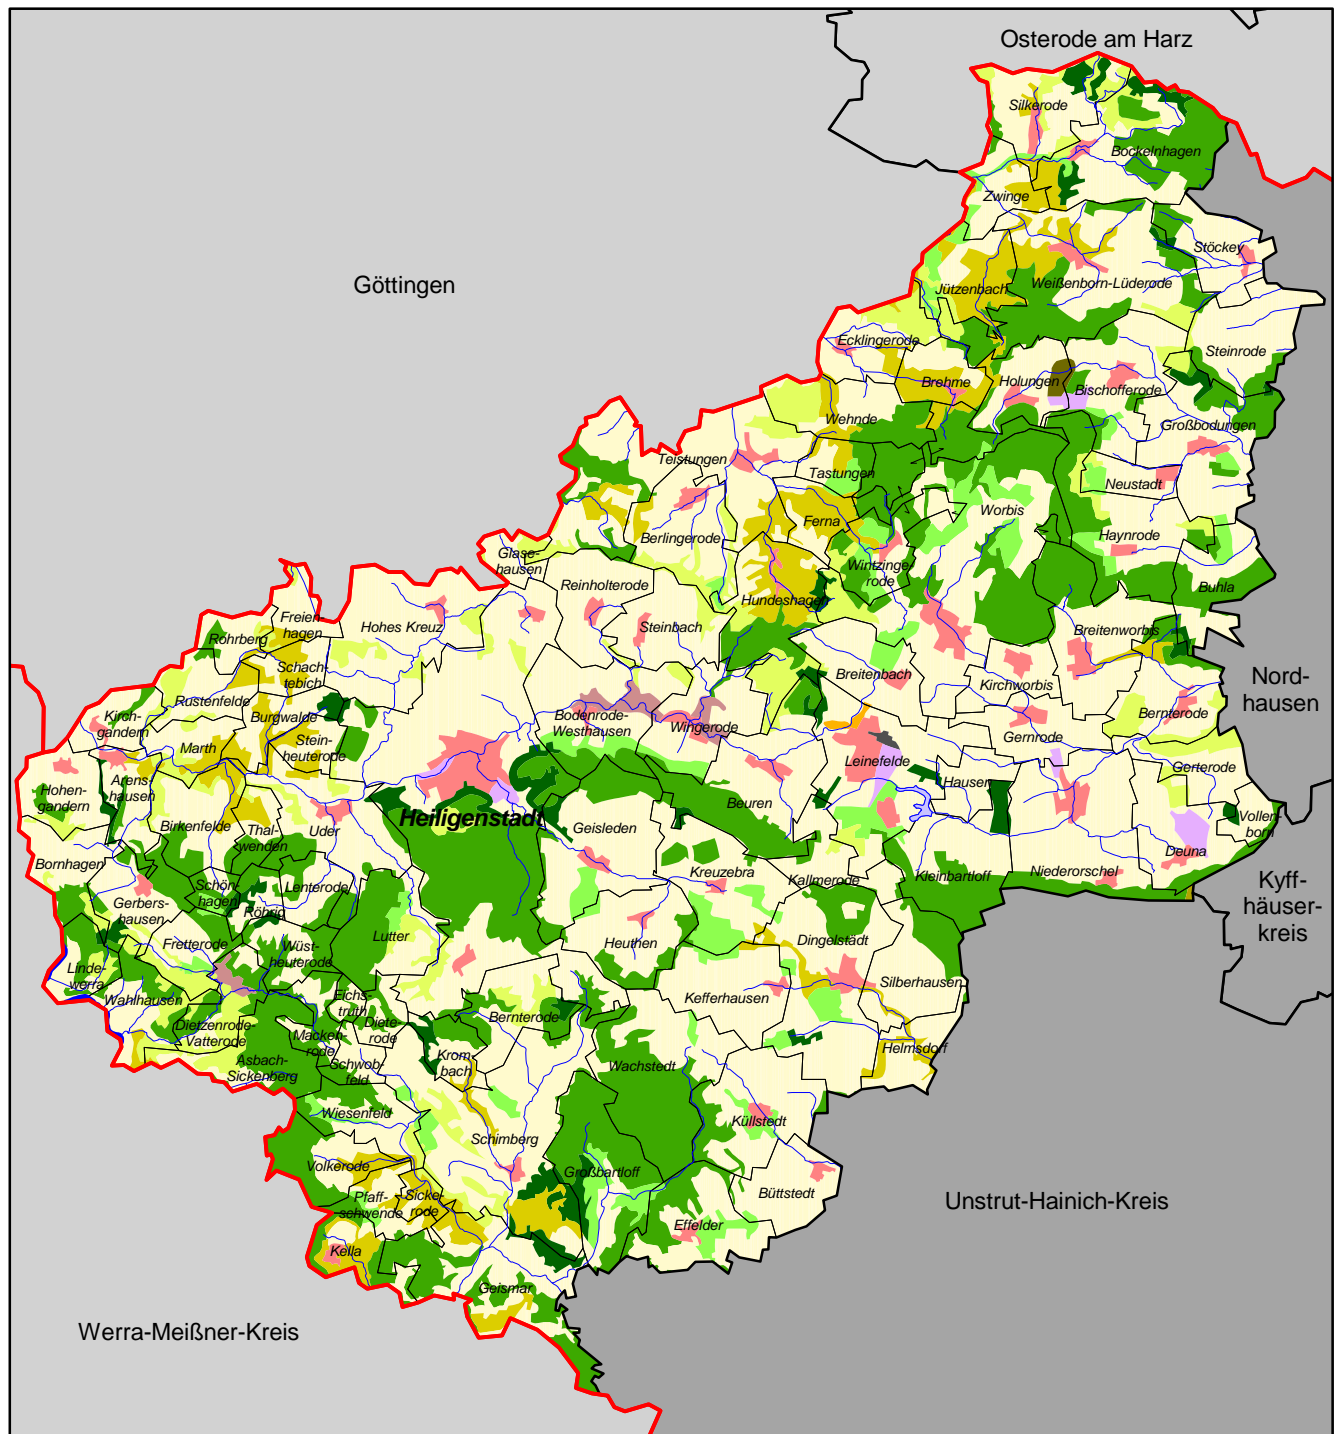 Osterode am Harz
Silkerode
Bockelnhagen
Zwinge
Stöckey
Göttingen
Jützenbach
Weißenborn-Lüderode
Ecklingerode
Steinrode
Brehme
Holungen
Bischofferode
Wehnde
Großbodungen
Teistungen
Tastungen
Neustadt
Worbis
Ferna
Berlingerode
Haynrode
Glase-
hausen
Reinholterode
Wintzinge-
rode
Buhla
Hundeshagen
Freien-
hagen
Hohes Kreuz
Steinbach
Breitenworbis
Rohrberg
Schach-
tebich
Breitenbach
Kirchworbis
Nord-
hausen
Rustenfelde
Kirch-
gandern
Burgwalde
Bodenrode-
Westhausen
Wingerode
Bernterode
Marth
Stein-
heuterode
Gernrode
Leinefelde
Gerterode
Hohen-
gandern
Arens-
hausen
Hausen
Beuren
Vollen-
born
Heiligenstadt
Birkenfelde
Thal-
wenden
Uder
Geisleden
Deuna
Bornhagen
Kreuzebra
Kallmerode
Kleinbartloff
Niederorschel
Kyff-
häuser-
kreis
Schön-
hagen
Lenterode
Gerbers-
hausen
Röhrig
Lutter
Fretterode
Wüst-
heuterode
Heuthen
Dingelstädt
Linde-
werra
Silberhausen
Wahlhausen
Eichs-
truth
Kefferhausen
Dietzenrode-
Vatterode
Diete-
rode
Bernterode
Macken-
rode
Helmsdorf
Asbach-
Sickenberg
Schwob-
feld
Krom-
bach
Wachstedt
Wiesenfeld
Küllstedt
Schimberg
Volkerode
Großbartloff
Büttstedt
Pfaff-
schwende
Sicke-
rode
Unstrut-Hainich-Kreis
Effelder
Kella
Geismar
Werra-Meißner-Kreis